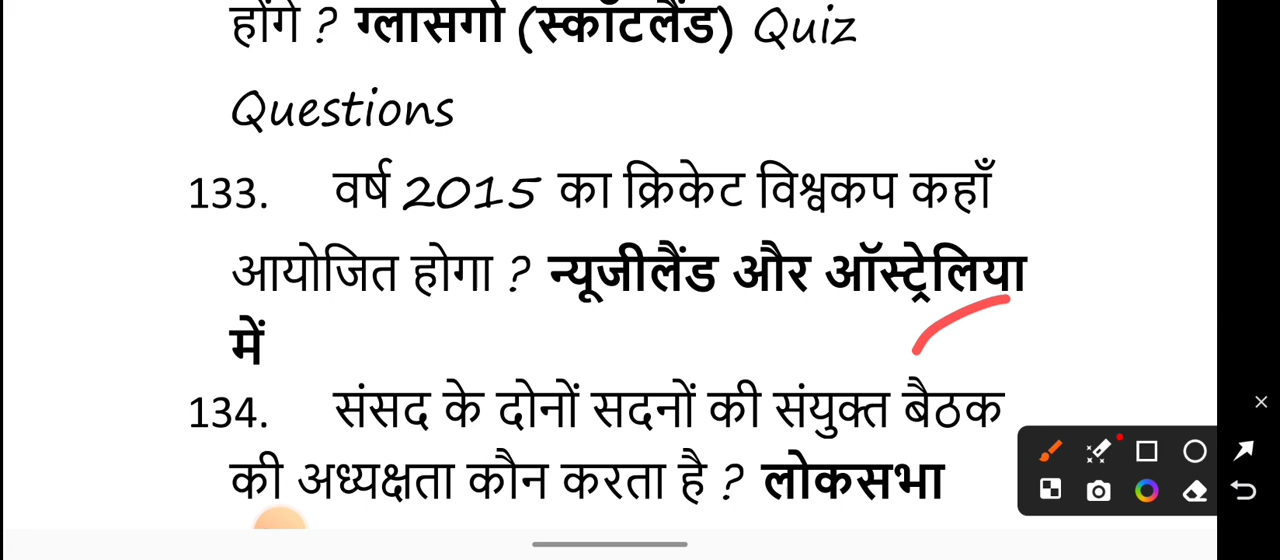 होंगे ? ग्लासगो (स्कॉटलैंड) Quiz
Questions
133. वर्ष 2015 का क्रिकेट विश्वकप कहाँ
आयोजित होगा ? न्यूजीलैंड और ऑस्ट्रेलिया
में
134. संसद के दोनों सदनों की संयुक्त बैठक
की अध्यक्षता कौन करता है ? लोकसभा